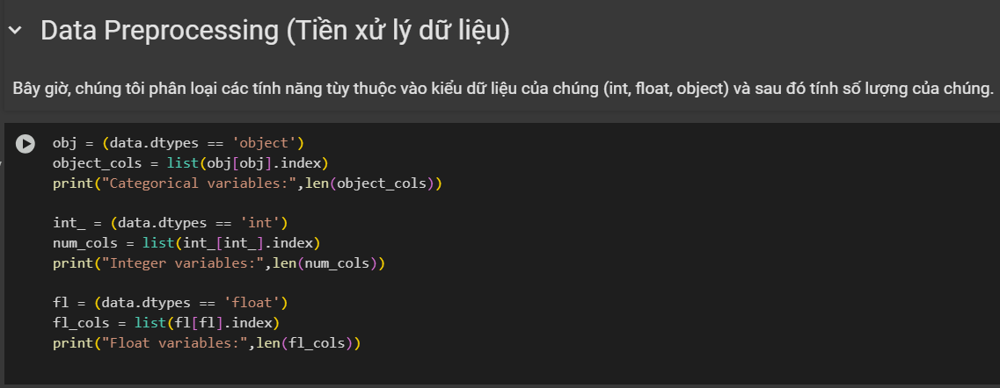 Data Preprocessing (Tiền xử lý dữ liệu)
Bây giờ, chúng tôi phân loại các tính năng tùy thuộc vào kiểu dữ liệu của chúng (int, float, object) và sau đó tính số lượng của chúng.
obj = (data.dtypes == 'object')
object_cols = list(obj[obj].index)
print("Categorical variables:",len(object_cols))
int_ = (data.dtypes == 'int')
num_cols = list(int_[int_].index)
print("Integer variables:",len(num_cols))
fl = (data.dtypes == 'float')
fl_cols = list(fl[fl].index)
print("Float variables:",len(fl_cols))